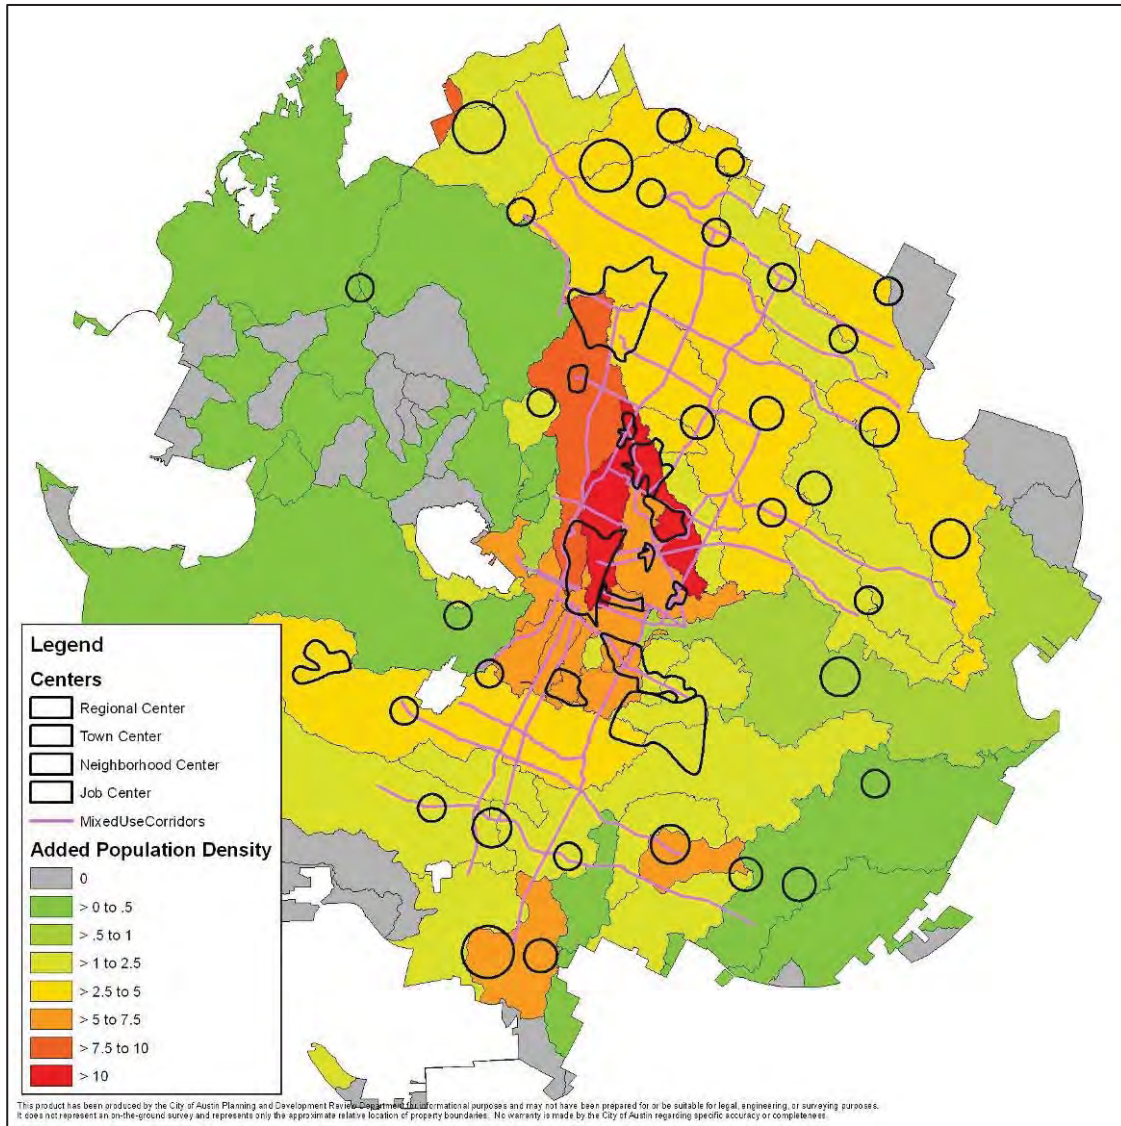 Legend
Centers
Regional Center
Town Center
Neighborhood Center
Job Center
MixedUseCorridors
Added Population Density
0
> 0 to .5
> .5 to 1
> 1 to 2.5
> 2.5 to 5
> 5 to 7.5
> 7.5 to 10
> 10
This product has been produced by the City of Austin Planning and Development Review Department for informational purposes and may not have been prepared for or be suitable for legal, engineering, or surveying purposes.
It does not represent an on-the-ground survey and represents only the approximate relative location of property boundaries. No warranty is made by the City of Austin regarding specific accuracy or completeness.